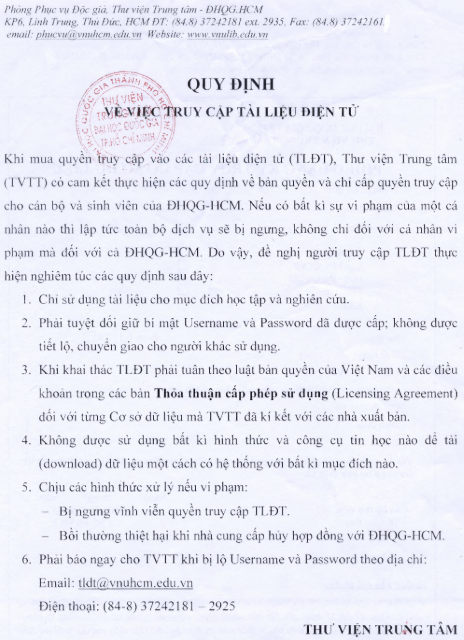 Phòng Phục vụ Độc giả, Thư viện Trung tâm - ĐHQG.HCM
KP6, Linh Trung, Thủ Đức, HCM ĐT: (84.8) 37242181 ext. 2935, Fax: (84.8) 37242161
email: phucvu@vnuhcm.edu.vn Website: www.vnulib.edu.vn
QUY ĐỊNH
VỀ VIỆC TRUY CẬP TÀI LIỆU ĐIỆN TỬ
THƯ VIỆN
ĐẠI HỌC QUỐC GIA
TP.HỒ CHÍ MINH
Khi mua quyền truy cập vào các tài liệu điện tử (TLĐT), Thư viện Trung tâm
(TVTT) có cam kết thực hiện các quy định về bản quyền và chỉ cấp quyền truy cập
cho cán bộ và sinh viên của ĐHQG-HCM. Nếu có bất kì sự vi phạm của một cá
nhân nào thì lập tức toàn bộ dịch vụ sẽ bị ngưng, không chỉ đối với cá nhân vi
phạm mà đối với cả ĐHQG-HCM. Do vậy, đề nghị người truy cập TLĐT thực
hiện nghiêm túc các quy định sau đây:
1. Chỉ sử dụng tài liệu cho mục đích học tập và nghiên cứu.
2. Phải tuyệt đối giữ bí mật Username và Password đã được cấp; không được
tiết lộ, chuyển giao cho người khác sử dụng.
3. Khi khai thác TLĐT phải tuân theo luật bản quyền của Việt Nam và các điều
khoản trong các bản Thỏa thuận cấp phép sử dụng (Licensing Agreement)
đối với từng Cơ sở dữ liệu mà TVTT đã kí kết với các nhà xuất bản.
4. Không được sử dụng bất kì hình thức và công cụ tin học nào để tải
(download) dữ liệu một cách có hệ thống với bất kì mục đích nào.
5. Chịu các hình thức xử lý nếu vi phạm:
– Bị ngưng vĩnh viễn quyền truy cập TLĐT.
– Bồi thường thiệt hại khi nhà cung cấp hủy hợp đồng với ĐHQG-HCM.
6. Phải báo ngay cho TVTT khi bị lộ Username và Password theo địa chỉ:
Email: tldt@vnuhcm.edu.vn
Điện thoại: (84-8) 37242181 – 2925
THƯ VIỆN TRUNG TÂM